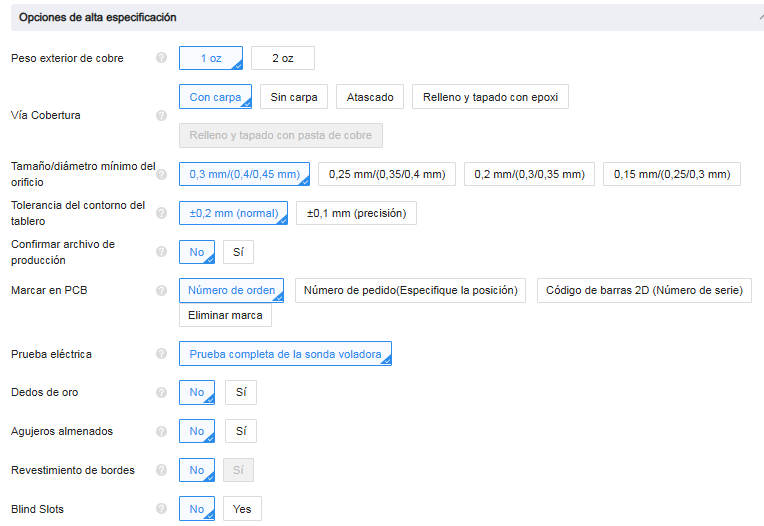 Opciones de alta especificación
Peso exterior de cobre ? 1 oz 2 oz
Vía Cobertura ? Con carpa Sin carpa Atascado Relleno y tapado con epoxi
Relleno y tapado con pasta de cobre
Tamaño/diámetro mínimo del
orificio ? 0,3 mm/(0,4/0,45 mm) 0,25 mm/(0,35/0,4 mm) 0,2 mm/(0,3/0,35 mm) 0,15 mm/(0,25/0,3 mm)
Tolerancia del contorno del
tablero ? ±0,2 mm (normal) ±0,1 mm (precisión)
Confirmar archivo de
producción ? No Sí
Marcar en PCB ? Número de orden Número de pedido(Especifique la posición) Código de barras 2D (Número de serie)
Eliminar marca
Prueba eléctrica ? Prueba completa de la sonda voladora
Dedos de oro ? No Sí
Agujeros almenados ? No Sí
Revestimiento de bordes ? No Sí
Blind Slots ? No Yes